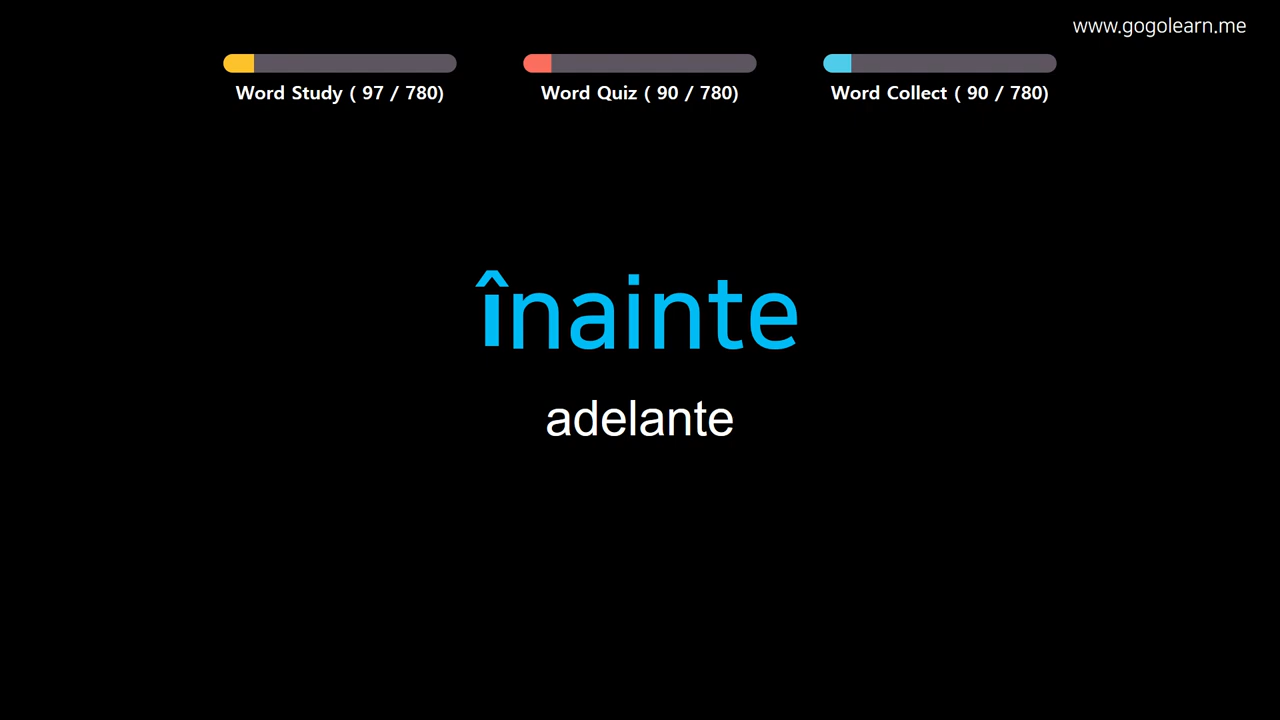 www.gogolearn.me
Word Study ( 97 / 780)
Word Quiz ( 90 / 780)
Word Collect ( 90 / 780)
înainte
adelante